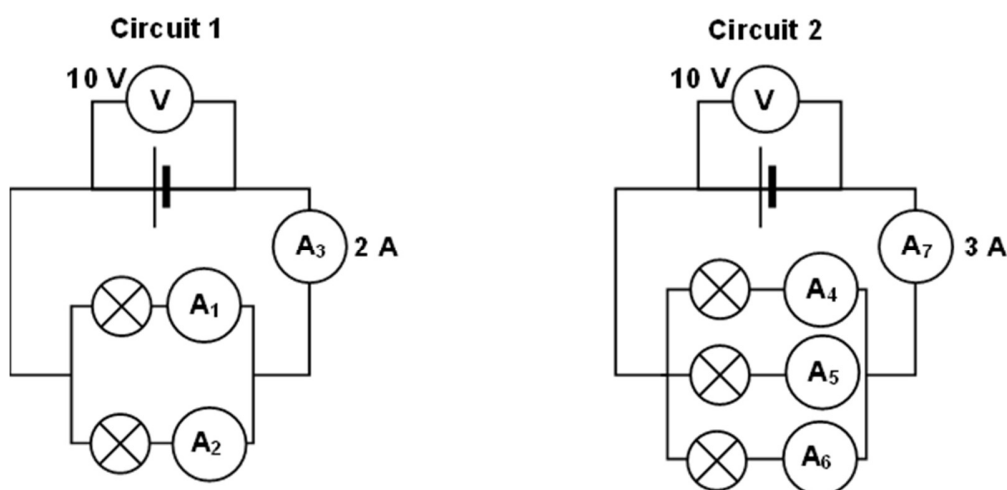 Circuit 1
10 V
V
A₃ 2 A
A₁
A₂
Circuit 2
10 V
V
A₇ 3 A
A₄
A₅
A₆